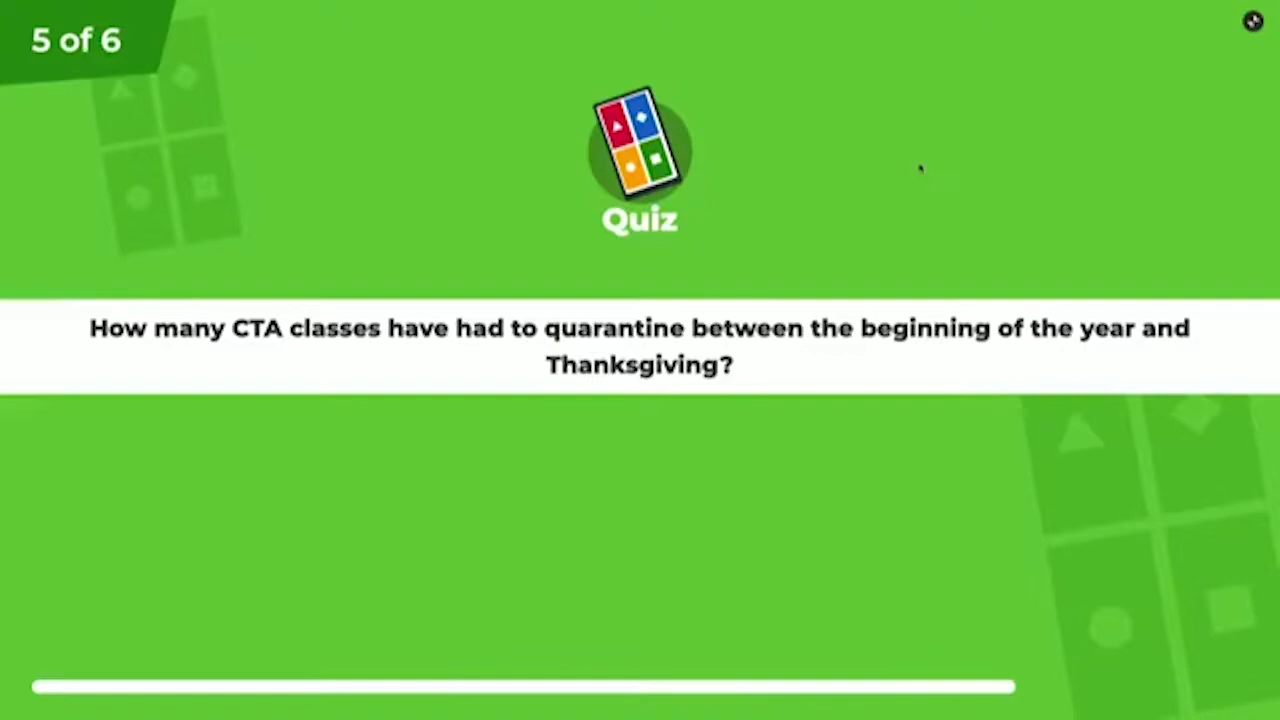 5 of 6
Quiz
How many CTA classes have had to quarantine between the beginning of the year and
Thanksgiving?